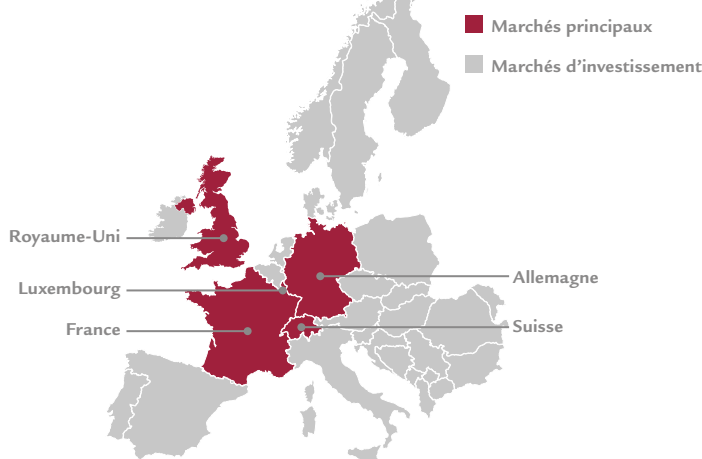 Marchés principaux
Marchés d’investissement
Royaume-Uni
Luxembourg
France
Allemagne
Suisse